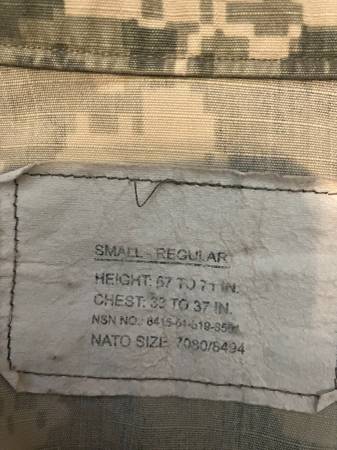 SMALL - REGULAR
HEIGHT: 67 TO 71 IN.
CHEST: 33 TO 37 IN.
NSN NO.: 8415-01-519-
NATO SIZE: 7080/8494